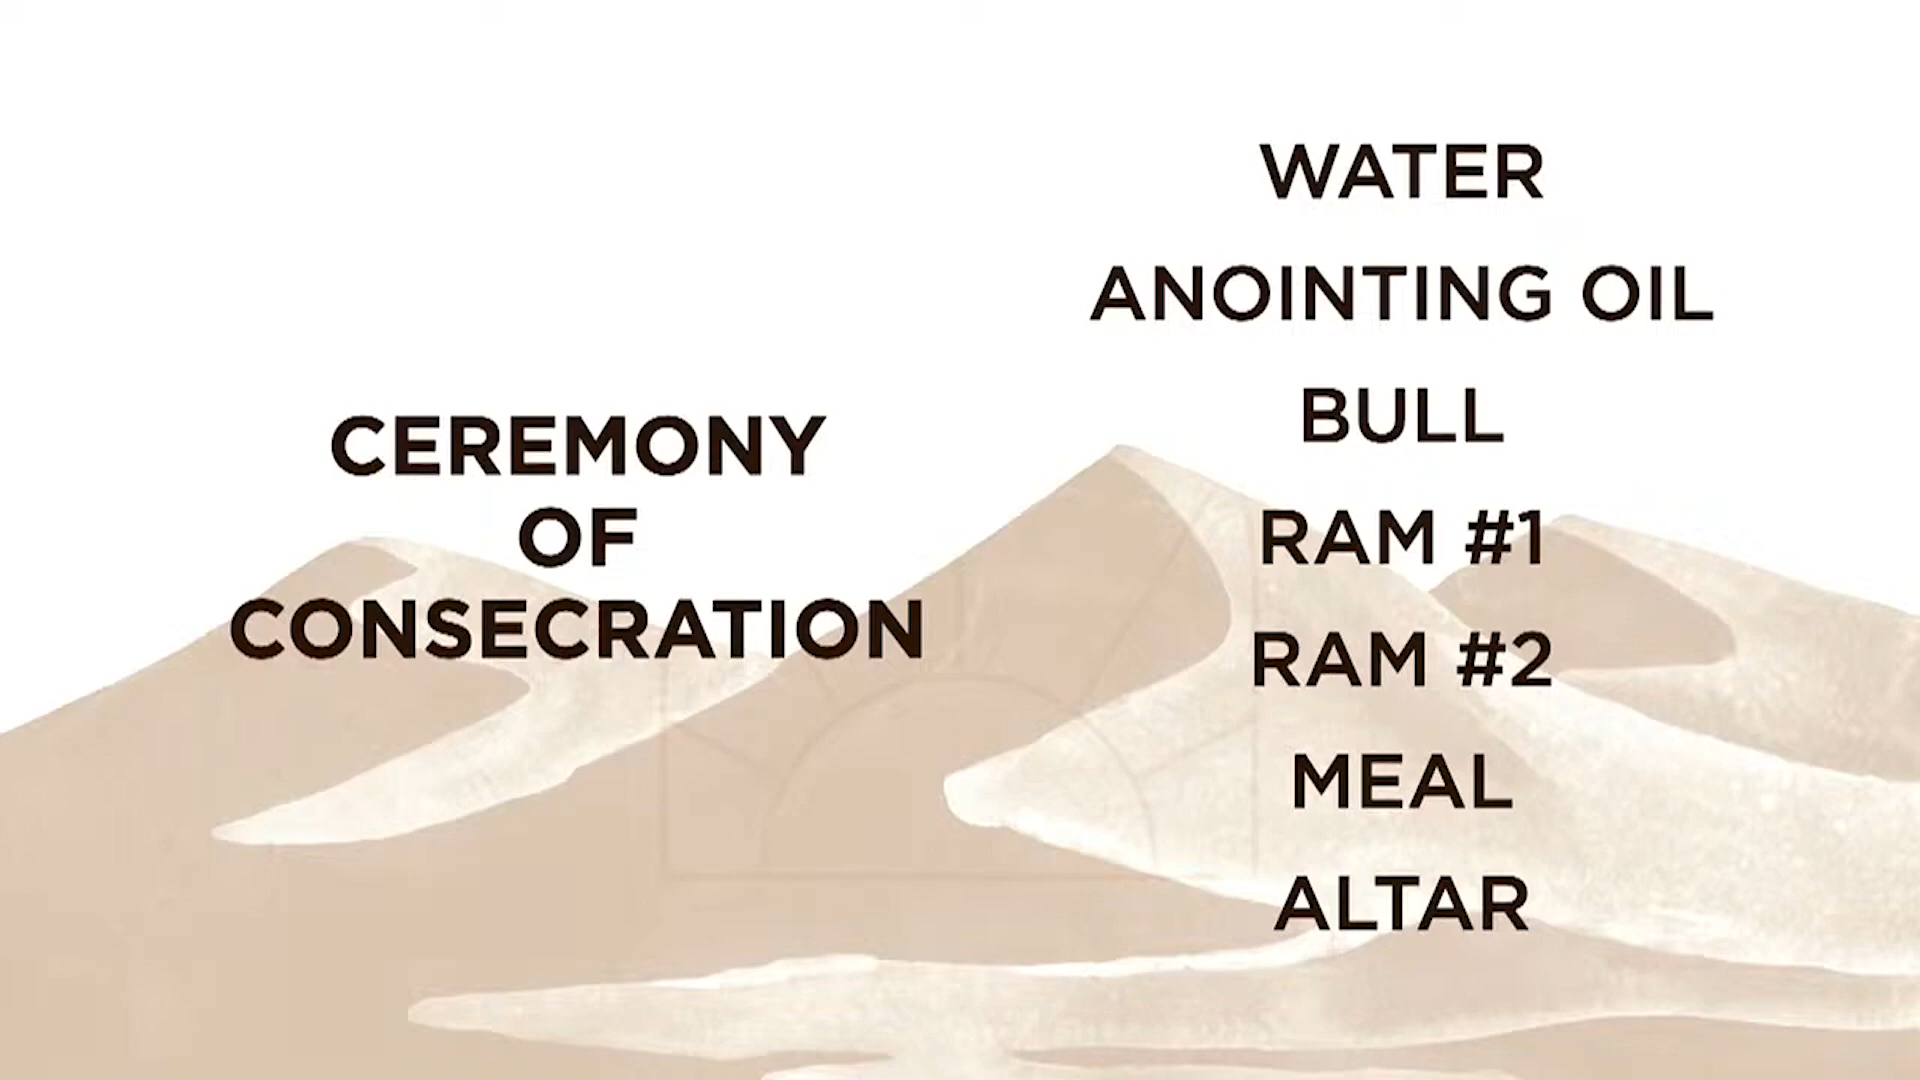 CEREMONY
OF
CONSECRATION
WATER
ANOINTING OIL
BULL
RAM #1
RAM #2
MEAL
ALTAR